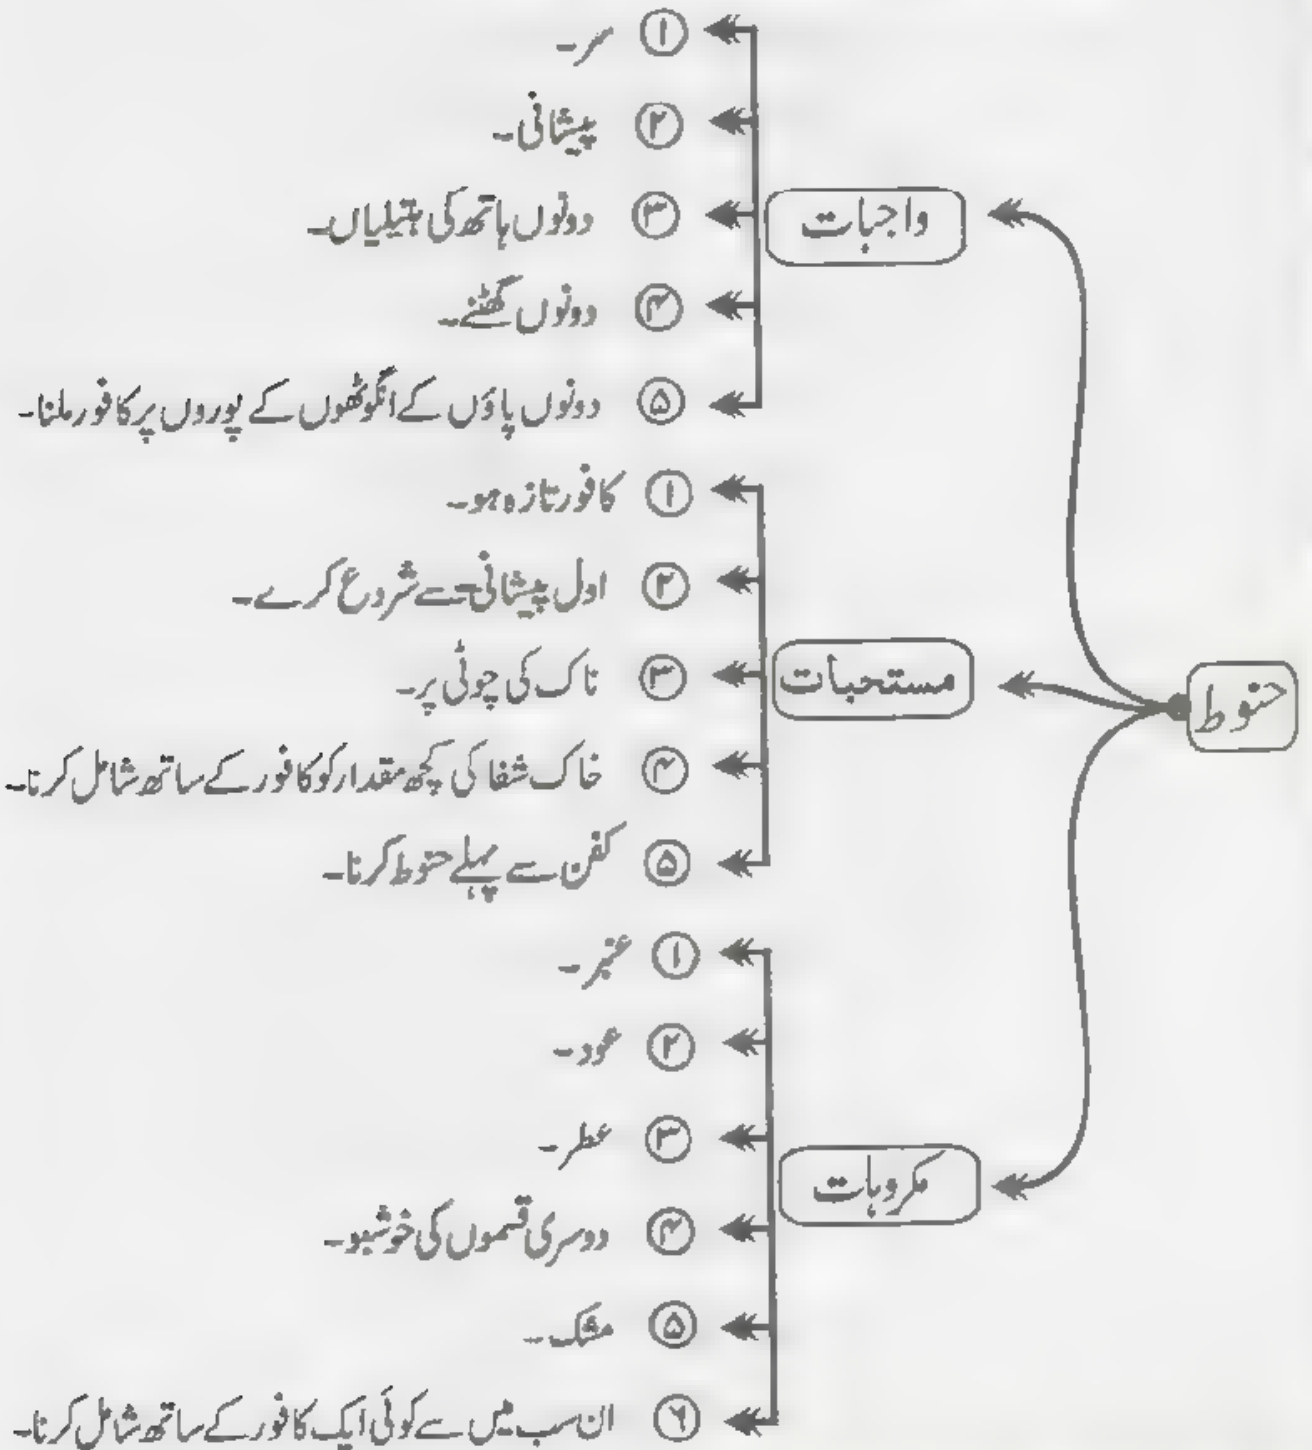 حنوط
واجبات
① سر۔
② پیشانی۔
③ دونوں ہاتھ کی ہتیلیاں۔
④ دونوں گھٹنے۔
⑤ دونوں پاؤں کے انگوٹھوں کے پوروں پر کافور ملنا۔
مستحبات
① کافور تازہ ہو۔
② اول پیشانی سے شروع کرے۔
③ ناک کی چوٹی پر۔
④ خاک شفا کی کچھ مقدار کو کافور کے ساتھ شامل کرنا۔
⑤ کفن سے پہلے حنوط کرنا۔
مکروہات
① عنبر۔
② عود۔
③ عطر۔
④ دوسری قسموں کی خوشبو۔
⑤ مشک۔
⑥ ان سب میں سے کوئی ایک کافور کے ساتھ شامل کرنا۔